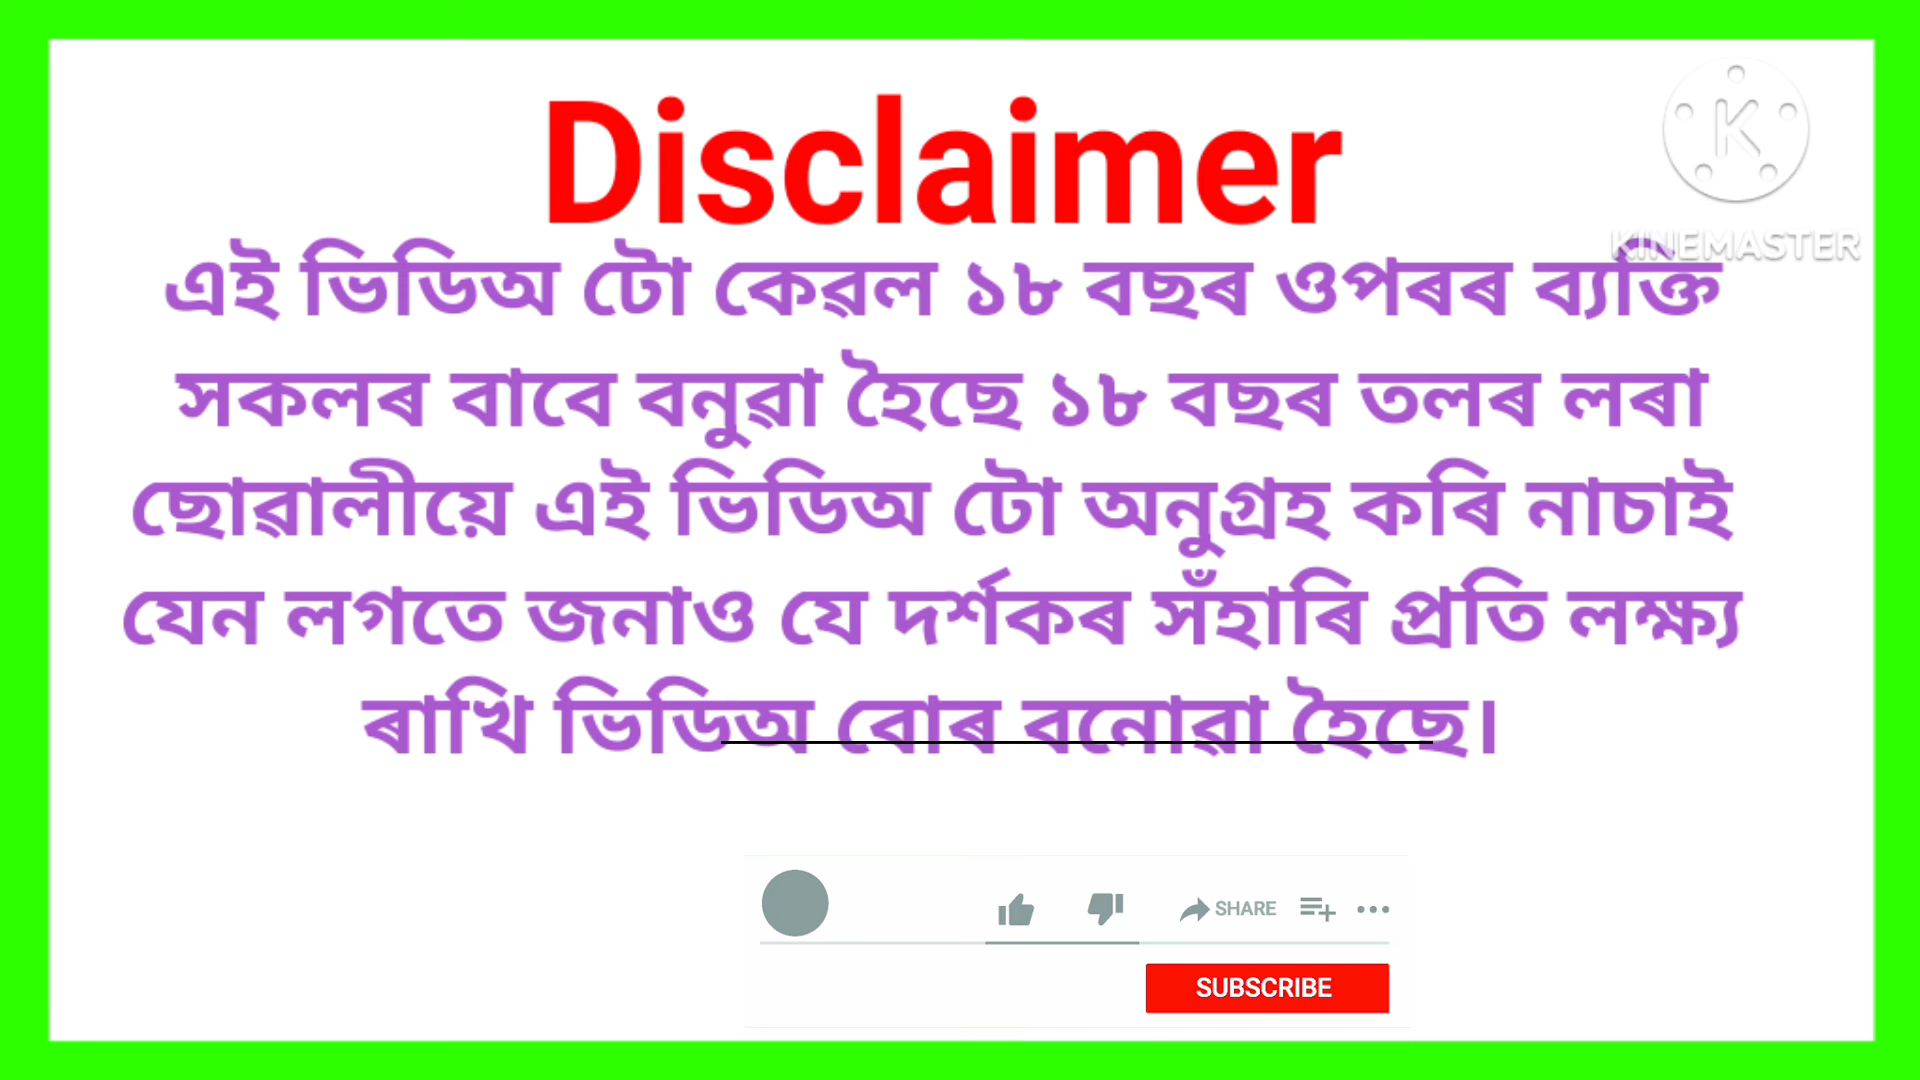 Disclaimer
KINEMASTER
এই ভিডিঅ টো কেৱল ১৮ বছৰ ওপৰৰ ব্যক্তি
সকলৰ বাবে বনুৱা হৈছে ১৮ বছৰ তলৰ লৰা
ছোৱালীয়ে এই ভিডিঅ টো অনুগ্ৰহ কৰি নাচাই
যেন লগতে জনাও যে দৰ্শকৰ সঁহাৰি প্ৰতি লক্ষ্য
ৰাখি ভিডিঅ বোৰ বনোৱা হৈছে।
SHARE
SUBSCRIBE